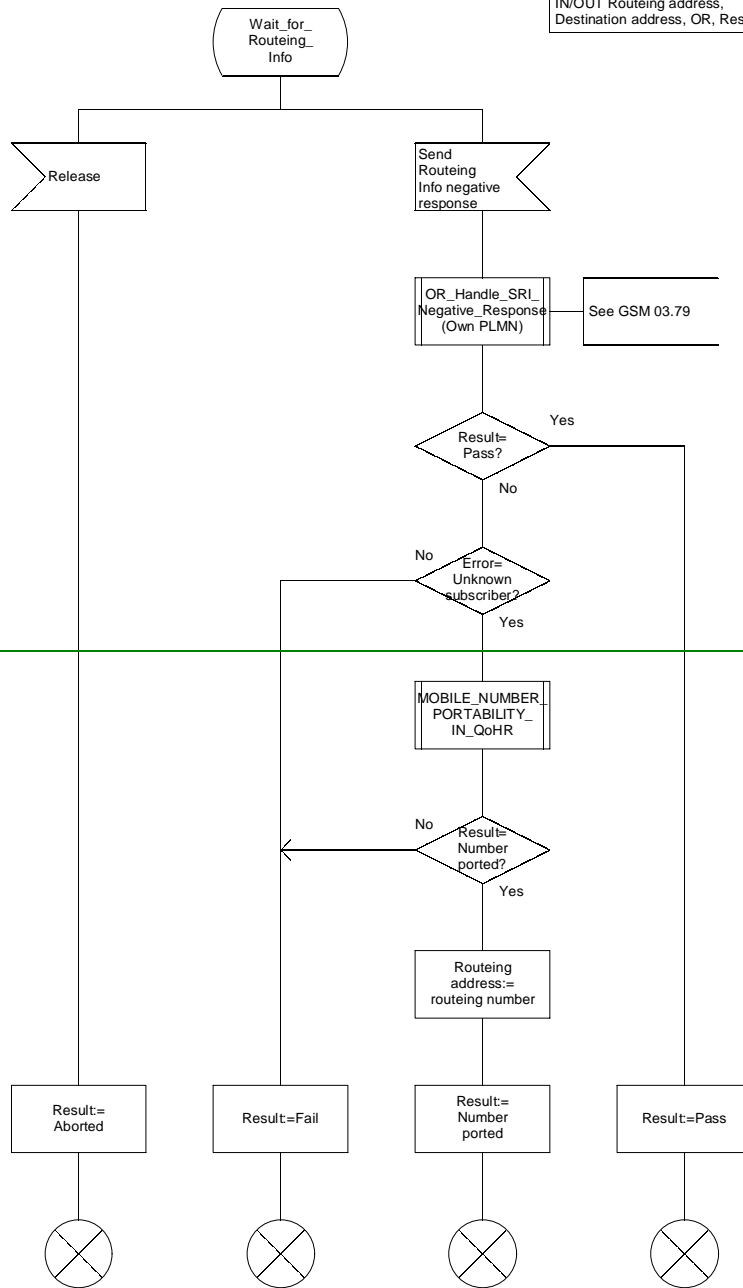 IN/OUT Routeing address,
Destination address, OR, Res
Wait_for_
Routeing_
Info
Release
Send
Routeing
Info negative
response
OR_Handle_SRI_
Negative_Response
(Own PLMN)
See GSM 03.79
Result=
Pass?
Yes
No
Error=
Unknown
subscriber?
No
Yes
MOBILE_NUMBER_
PORTABILITY_
IN_QoHR
Result=
Number
ported?
No
Yes
Routeing
address:=
routeing number
Result:=
Aborted
Result:=Fail
Result:=
Number
ported
Result:=Pass